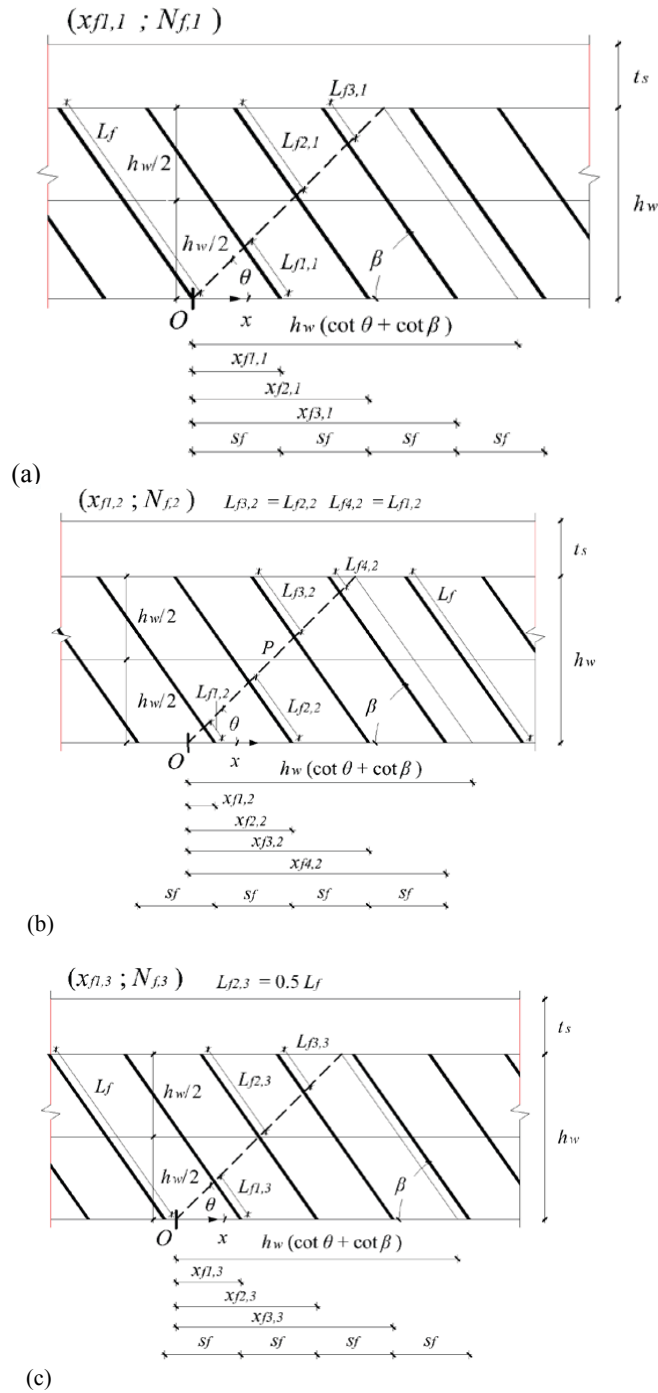 (xf1,1 ; Nf,1)
Lf3,1
ts
Lf
Lf2,1
hw/2
hw
hw/2
Lf1,1
β
θ
O
x
hw (cot θ + cot β)
xf1,1
xf2,1
xf3,1
sf sf sf sf
(a)
(xf1,2 ; Nf,2) Lf3,2 = Lf2,2 Lf4,2 = Lf1,2
ts
Lf4,2
Lf3,2
Lf
hw/2
P
hw
hw/2
Lf1,2
Lf2,2
β
θ
O
x
hw (cot θ + cot β)
xf1,2
xf2,2
xf3,2
xf4,2
sf sf sf sf
(b)
(xf1,3 ; Nf,3) Lf2,3 = 0.5 Lf
ts
Lf3,3
Lf
Lf2,3
hw/2
hw
hw/2
Lf1,3
β
θ
O
x
hw (cot θ + cot β)
xf1,3
xf2,3
xf3,3
sf sf sf sf
(c)